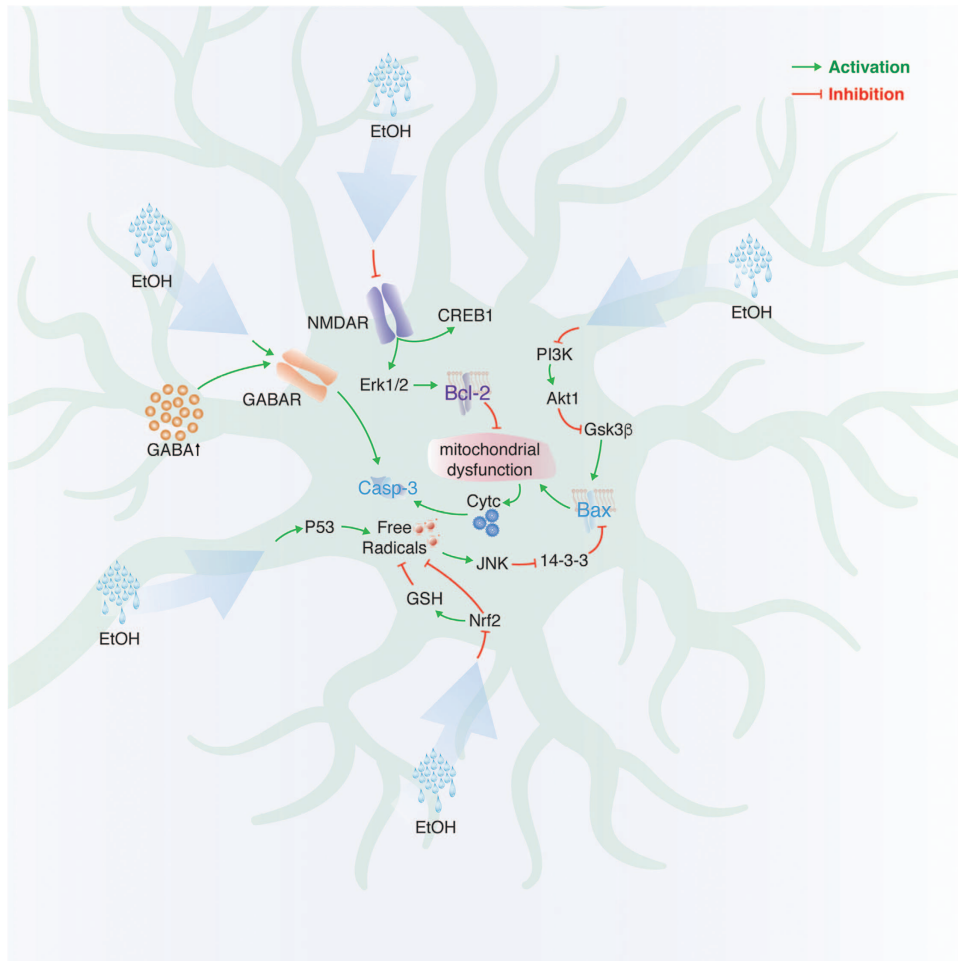 Activation
Inhibition
EtOH
EtOH
EtOH
NMDAR
CREB1
PI3K
Erk1/2
Bcl-2
Akt1
GABAR
GABA↑
Gsk3β
mitochondrial
dysfunction
Casp-3
Cytc
Bax
P53
Free
Radicals
JNK
14-3-3
GSH
Nrf2
EtOH
EtOH